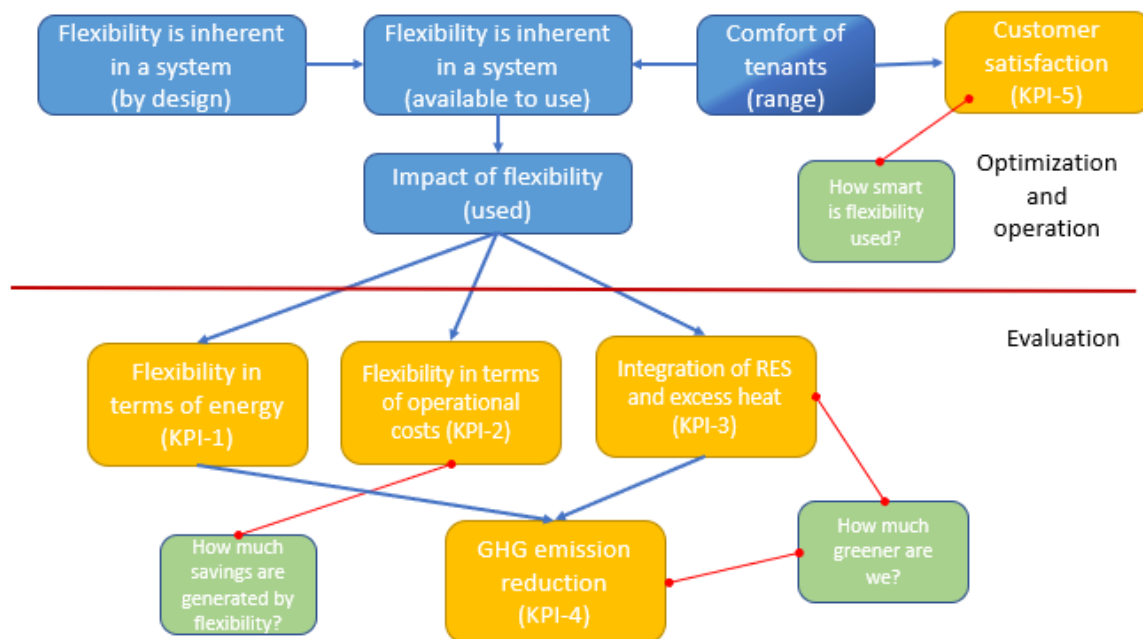 Flexibility is inherent
in a system
(by design)
Flexibility is inherent
in a system
(available to use)
Comfort of
tenants
(range)
Customer
satisfaction
(KPI-5)
Impact of flexibility
(used)
How smart
is flexibility
used?
Optimization
and
operation
Evaluation
Flexibility in
terms of energy
(KPI-1)
Flexibility in terms
of operational
costs (KPI-2)
Integration of RES
and excess heat
(KPI-3)
How much
savings are
generated by
flexibility?
GHG emission
reduction
(KPI-4)
How much
greener are
we?